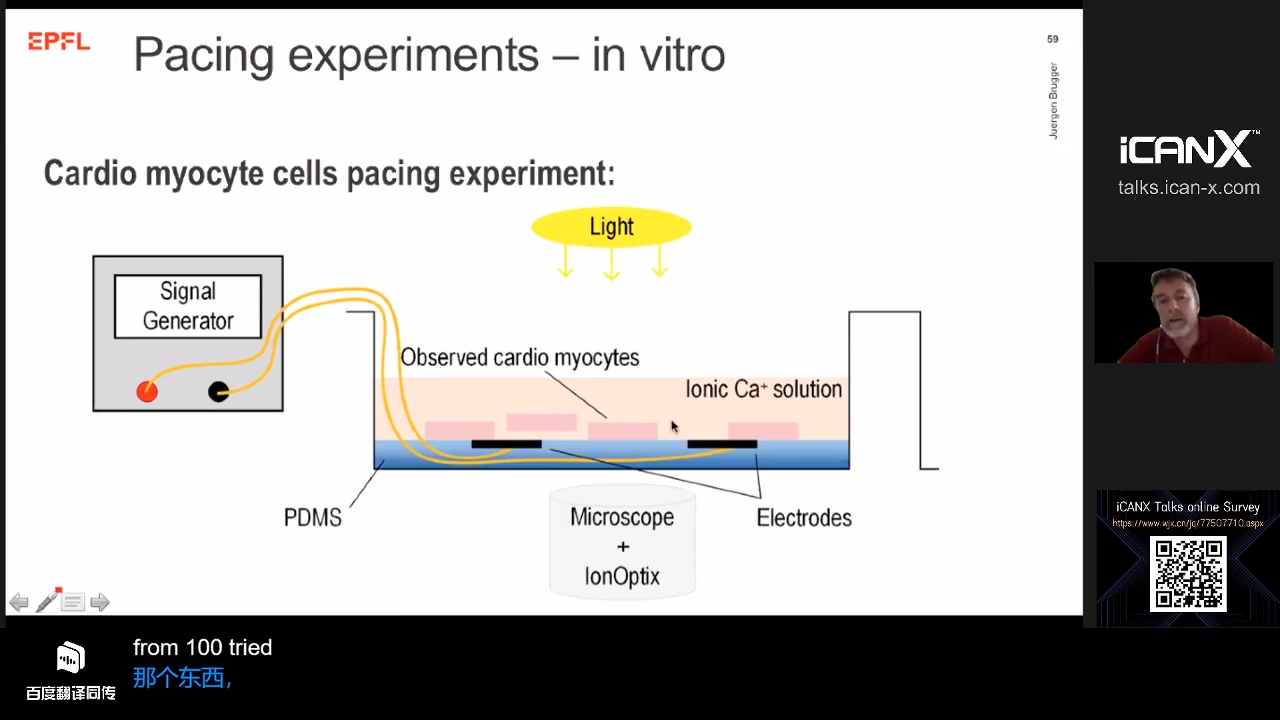 EPFL
Pacing experiments – in vitro
59
Juergen Brugger
Cardio myocyte cells pacing experiment:
Light
Signal
Generator
Observed cardio myocytes
Ionic Ca⁺ solution
PDMS
Microscope
+
IonOptix
Electrodes
iCANX™
talks.ican-x.com
iCANX Talks online Survey
https://www.wjx.cn/jq/77507710.aspx
from 100 tried
那个东西,
百度翻译同传